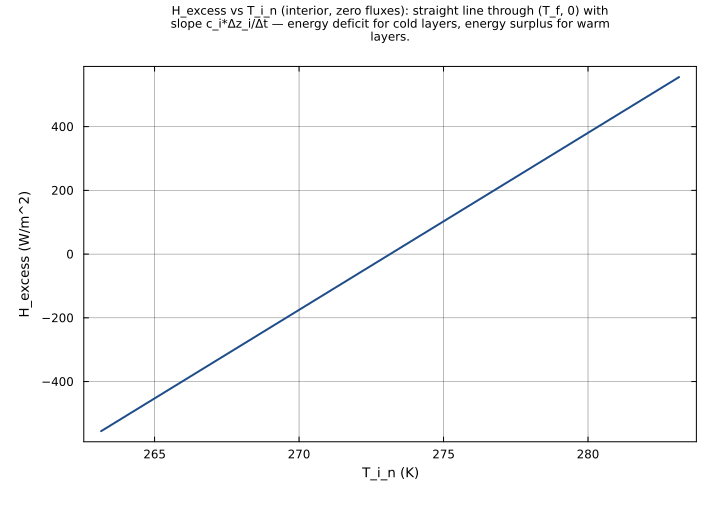 H_excess vs T_i_n (interior, zero fluxes): straight line through (T_f, 0) with
slope c_i*Δz_i/Δt — energy deficit for cold layers, energy surplus for warm
layers.
400
200
0
−200
−400
H_excess (W/m^2)
265
270
275
280
T_i_n (K)